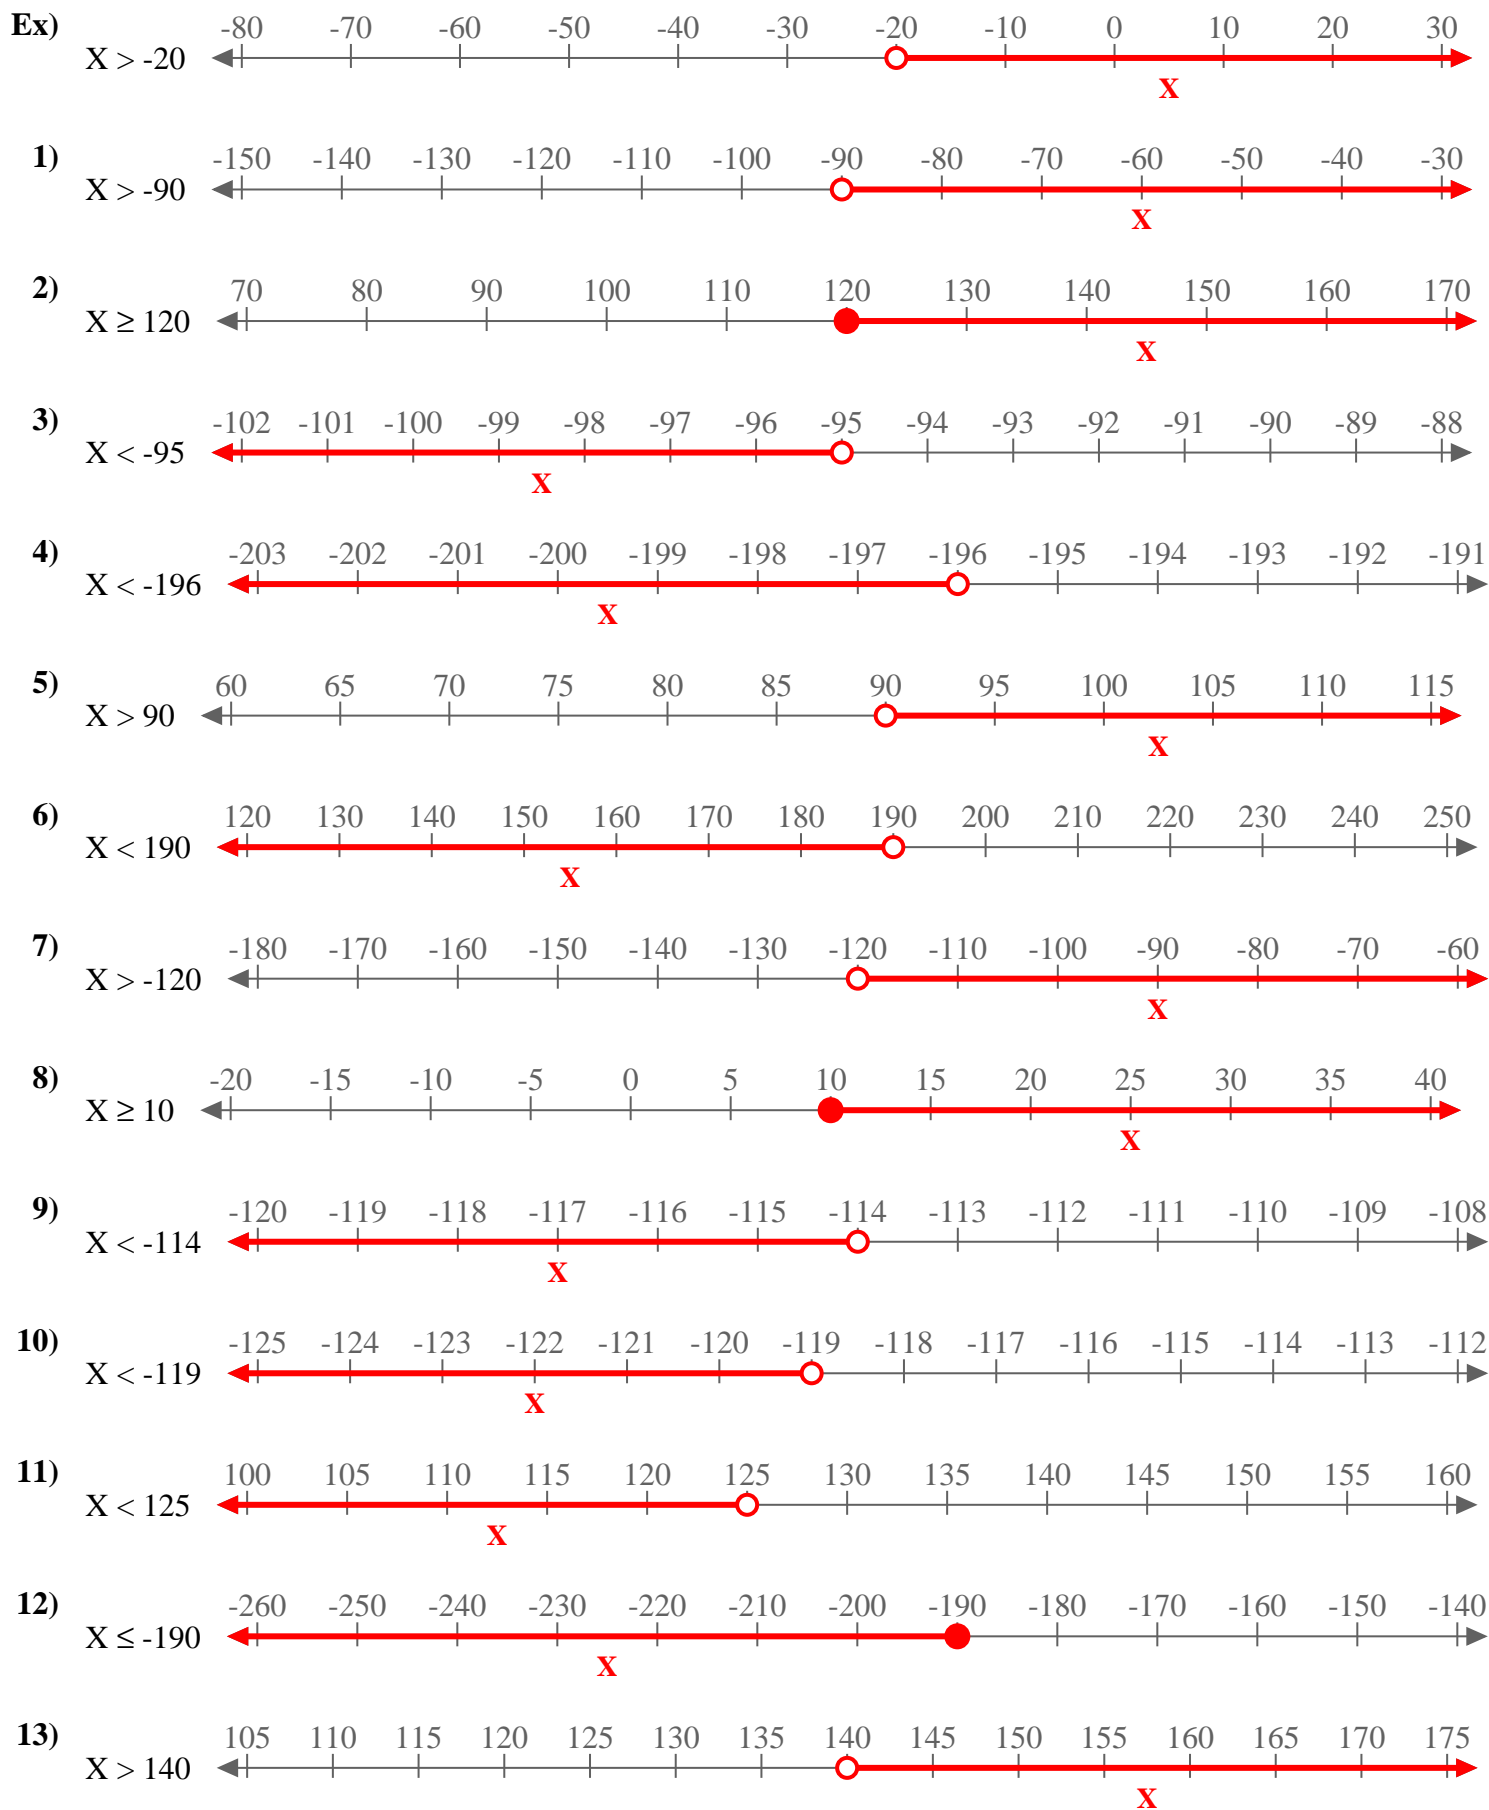 Ex) -80 -70 -60 -50 -40 -30 -20 -10 0 10 20 30
X > -20
X
1) -150 -140 -130 -120 -110 -100 -90 -80 -70 -60 -50 -40 -30
X > -90
X
2) 70 80 90 100 110 120 130 140 150 160 170
X ≥ 120
X
3) -102 -101 -100 -99 -98 -97 -96 -95 -94 -93 -92 -91 -90 -89 -88
X < -95
X
4) -203 -202 -201 -200 -199 -198 -197 -196 -195 -194 -193 -192 -191
X < -196
X
5) 60 65 70 75 80 85 90 95 100 105 110 115
X > 90
X
6) 120 130 140 150 160 170 180 190 200 210 220 230 240 250
X < 190
X
7) -180 -170 -160 -150 -140 -130 -120 -110 -100 -90 -80 -70 -60
X > -120
X
8) -20 -15 -10 -5 0 5 10 15 20 25 30 35 40
X ≥ 10
X
9) -120 -119 -118 -117 -116 -115 -114 -113 -112 -111 -110 -109 -108
X < -114
X
10) -125 -124 -123 -122 -121 -120 -119 -118 -117 -116 -115 -114 -113 -112
X < -119
X
11) 100 105 110 115 120 125 130 135 140 145 150 155 160
X < 125
X
12) -260 -250 -240 -230 -220 -210 -200 -190 -180 -170 -160 -150 -140
X ≤ -190
X
13) 105 110 115 120 125 130 135 140 145 150 155 160 165 170 175
X > 140
X